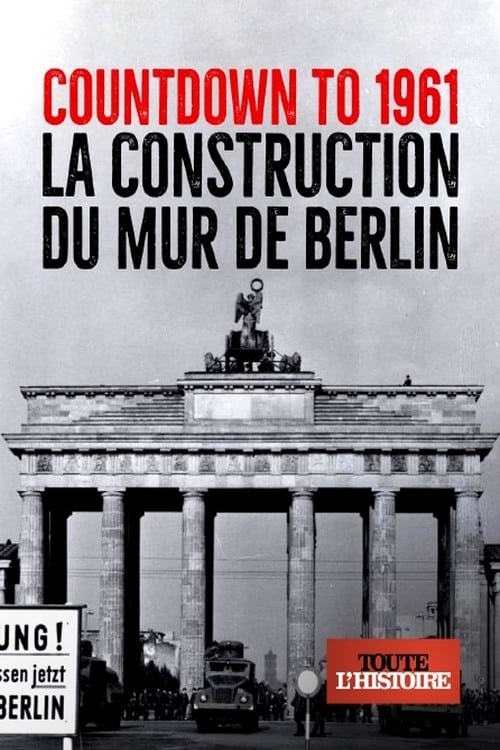 COUNTDOWN TO 1961
LA CONSTRUCTION
DU MUR DE BERLIN
UNG!
ssen jetzt
BERLIN
TOUTE
L'HISTOIRE